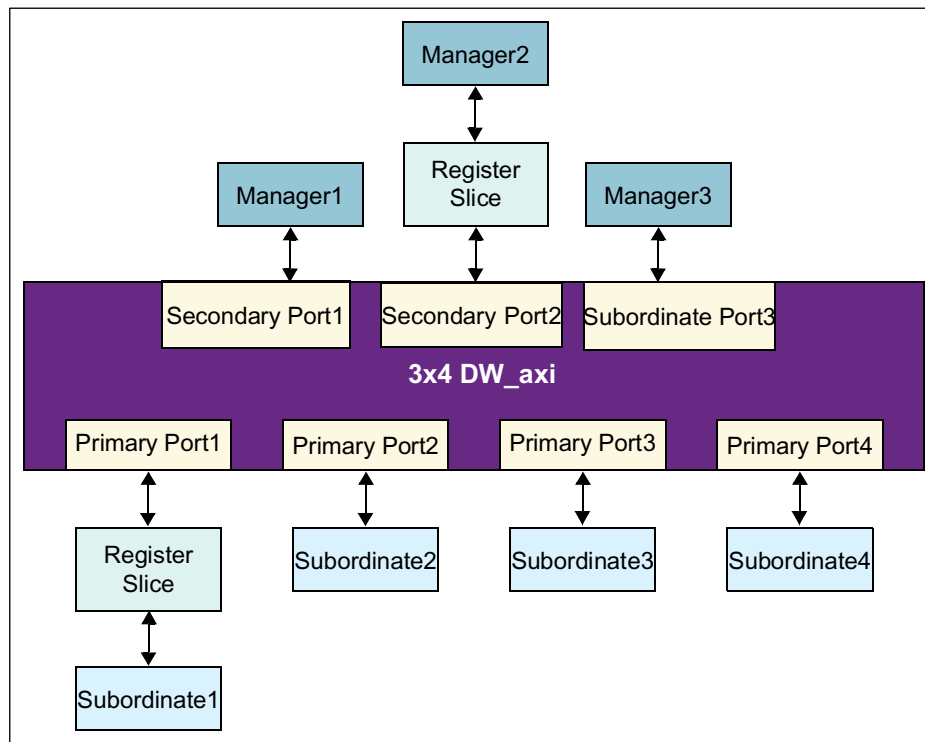 Manager2
Register
Slice
Manager1
Manager3
Secondary Port1
Secondary Port2
Subordinate Port3
3x4 DW_axi
Primary Port1
Primary Port2
Primary Port3
Primary Port4
Register
Slice
Subordinate2
Subordinate3
Subordinate4
Subordinate1